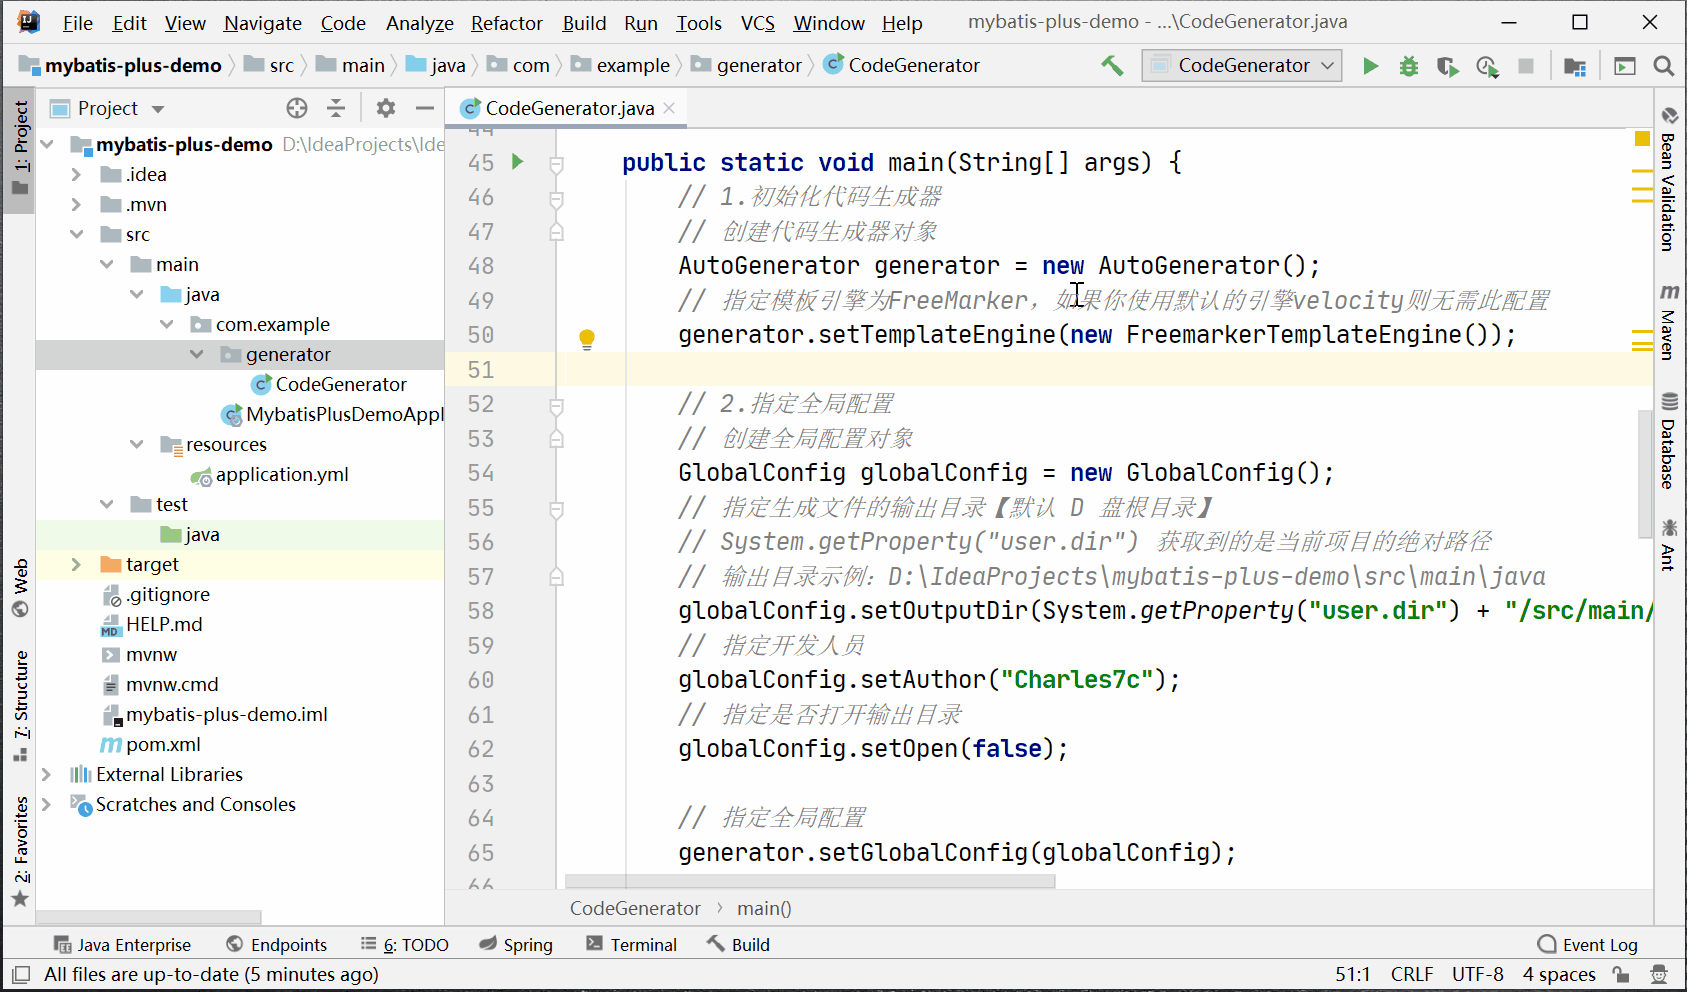 File Edit View Navigate Code Analyze Refactor Build Run Tools VCS Window Help mybatis-plus-demo - ...\CodeGenerator.java
mybatis-plus-demo src main java com example generator CodeGenerator CodeGenerator
Project
CodeGenerator.java
1: Project
Web
7: Structure
2: Favorites
mybatis-plus-demo D:\IdeaProjects\Ide
.idea
.mvn
src
main
java
com.example
generator
CodeGenerator
MybatisPlusDemoAppl
resources
application.yml
test
java
target
.gitignore
HELP.md
mvnw
mvnw.cmd
mybatis-plus-demo.iml
pom.xml
External Libraries
Scratches and Consoles
44
45 public static void main(String[] args) {
46 // 1.初始化代码生成器
47 // 创建代码生成器对象
48 AutoGenerator generator = new AutoGenerator();
49 // 指定模板引擎为FreeMarker，如果你使用默认的引擎velocity则无需此配置
50 generator.setTemplateEngine(new FreemarkerTemplateEngine());
51
52 // 2.指定全局配置
53 // 创建全局配置对象
54 GlobalConfig globalConfig = new GlobalConfig();
55 // 指定生成文件的输出目录【默认 D 盘根目录】
56 // System.getProperty("user.dir") 获取到的是当前项目的绝对路径
57 // 输出目录示例：D:\IdeaProjects\mybatis-plus-demo\src\main\java
58 globalConfig.setOutputDir(System.getProperty("user.dir") + "/src/main/
59 // 指定开发人员
60 globalConfig.setAuthor("Charles7c");
61 // 指定是否打开输出目录
62 globalConfig.setOpen(false);
63
64 // 指定全局配置
65 generator.setGlobalConfig(globalConfig);
66
CodeGenerator › main()
Bean Validation
Maven
Database
Ant
Java Enterprise Endpoints 6: TODO Spring Terminal Build Event Log
All files are up-to-date (5 minutes ago) 51:1 CRLF UTF-8 4 spaces